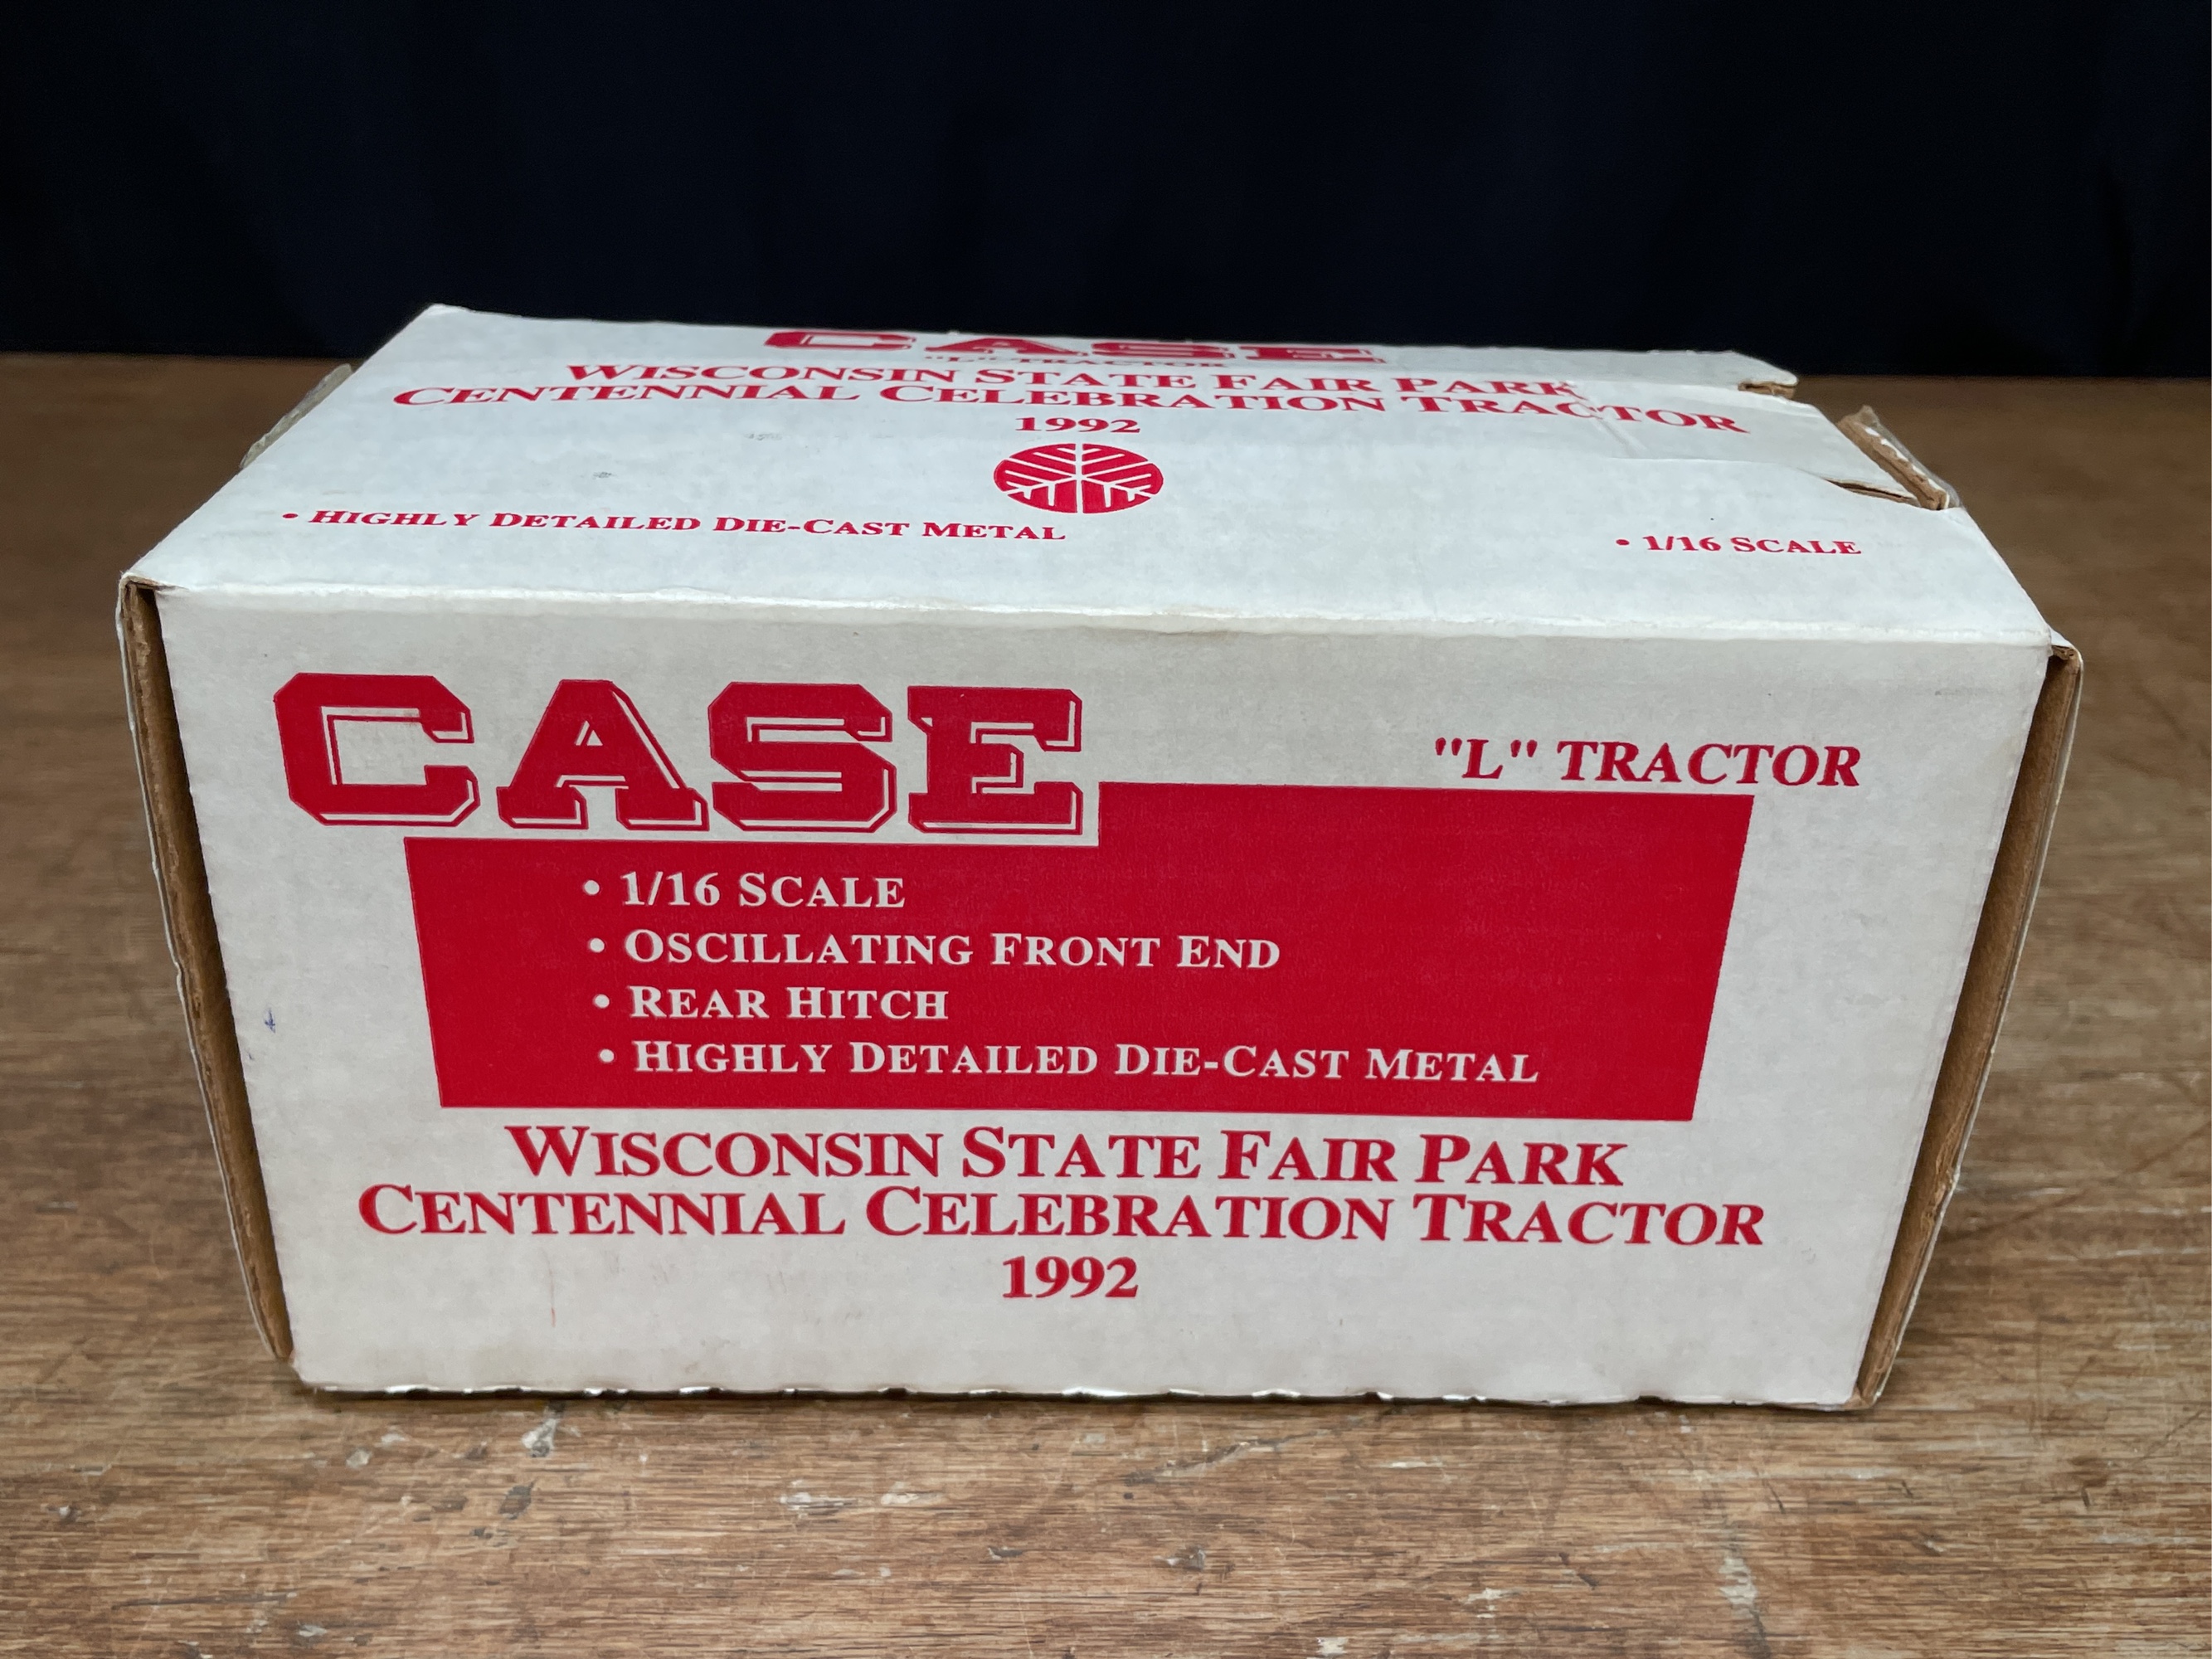 CASE
"L" TRACTOR
WISCONSIN STATE FAIR PARK
CENTENNIAL CELEBRATION TRACTOR
1992
• HIGHLY DETAILED DIE-CAST METAL
• 1/16 SCALE
CASE
"L" TRACTOR
• 1/16 SCALE
• OSCILLATING FRONT END
• REAR HITCH
• HIGHLY DETAILED DIE-CAST METAL
WISCONSIN STATE FAIR PARK
CENTENNIAL CELEBRATION TRACTOR
1992